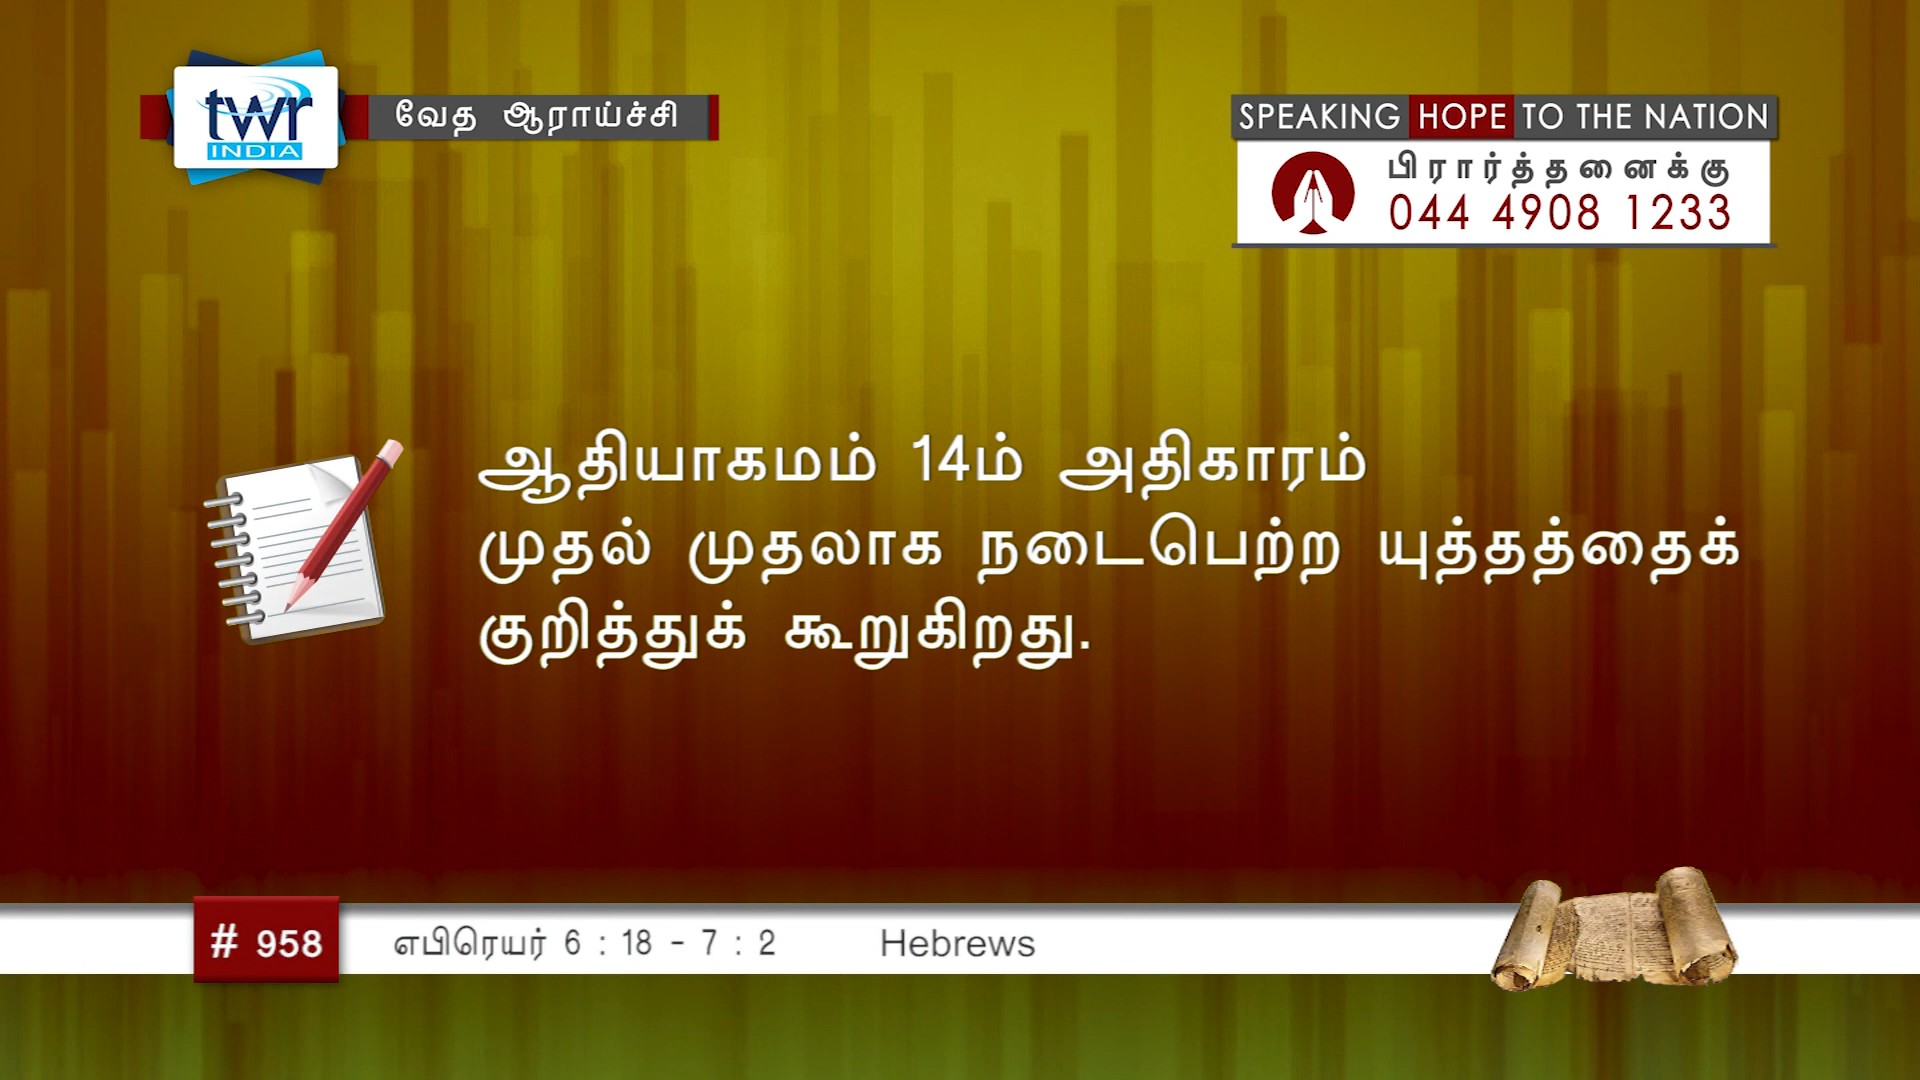 twr
INDIA
வேத ஆராய்ச்சி
SPEAKING HOPE TO THE NATION
பிரார்த்தனைக்கு
044 4908 1233
ஆதியாகமம் 14ம் அதிகாரம்
முதல் முதலாக நடைபெற்ற யுத்தத்தைக்
குறித்துக் கூறுகிறது.
# 958 எபிரெயர் 6 : 18 - 7 : 2 Hebrews